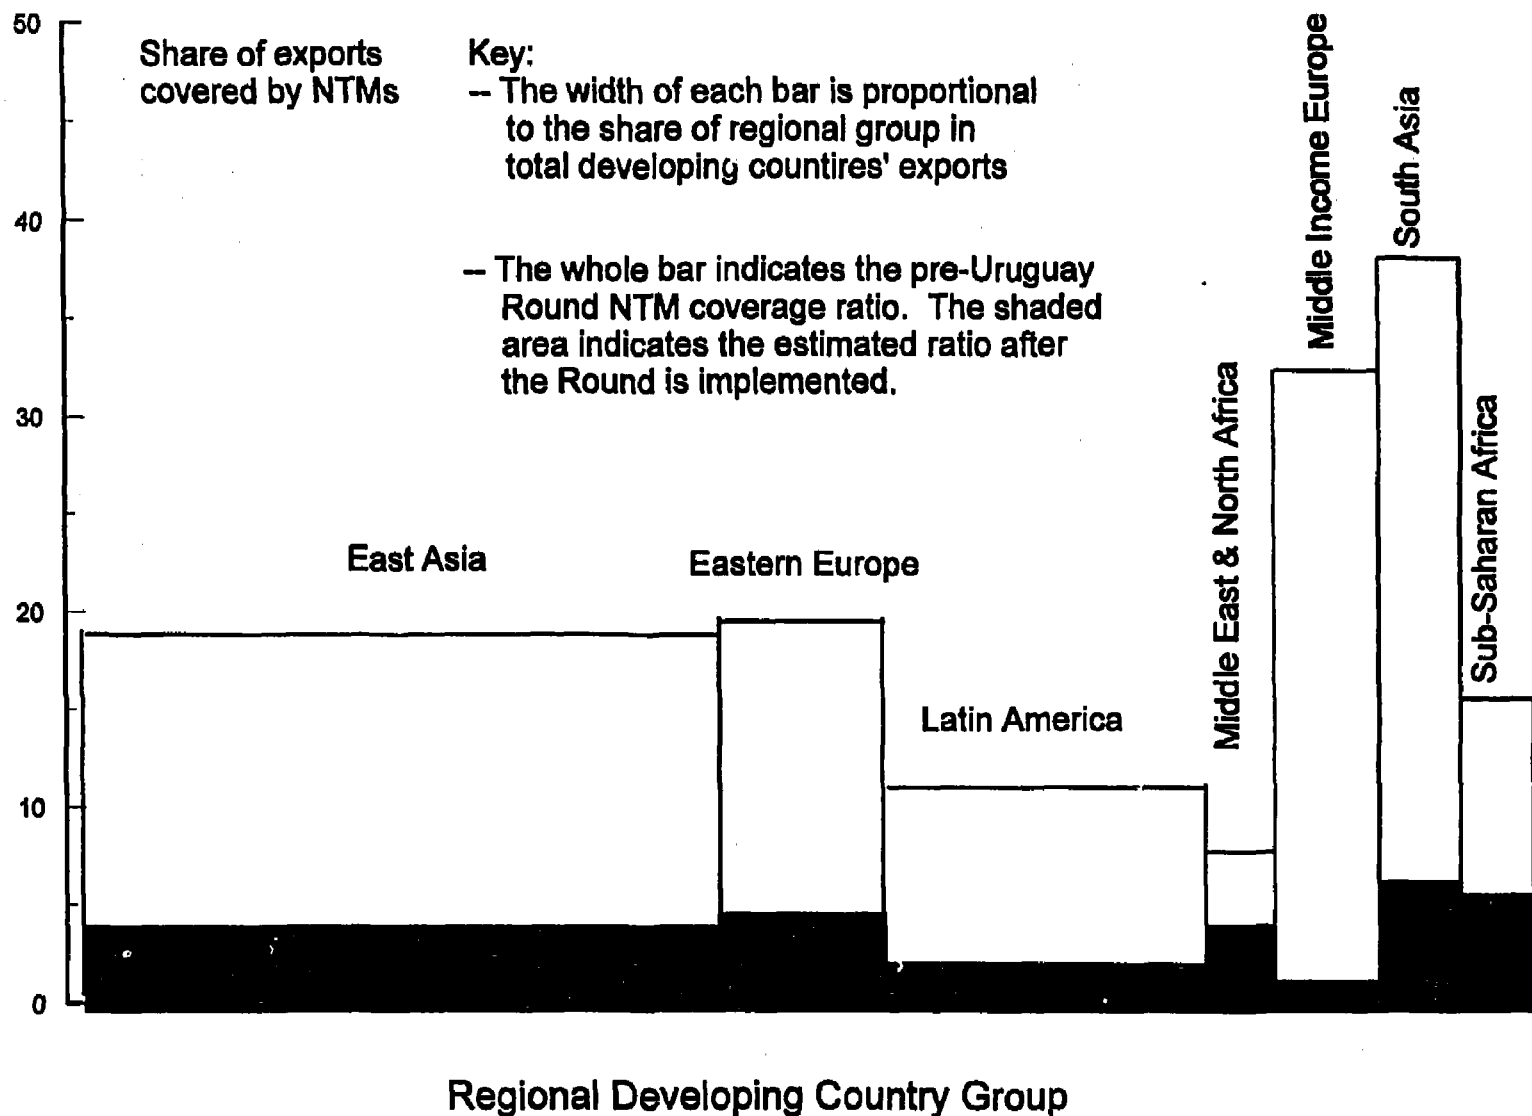 50
40
30
20
10
0
Share of exports
covered by NTMs
Key:
-- The width of each bar is proportional
to the share of regional group in
total developing countires' exports
-- The whole bar indicates the pre-Uruguay
Round NTM coverage ratio. The shaded
area indicates the estimated ratio after
the Round is implemented.
East Asia
Eastern Europe
Latin America
Middle East & North Africa
Middle Income Europe
South Asia
Sub-Saharan Africa
Regional Developing Country Group